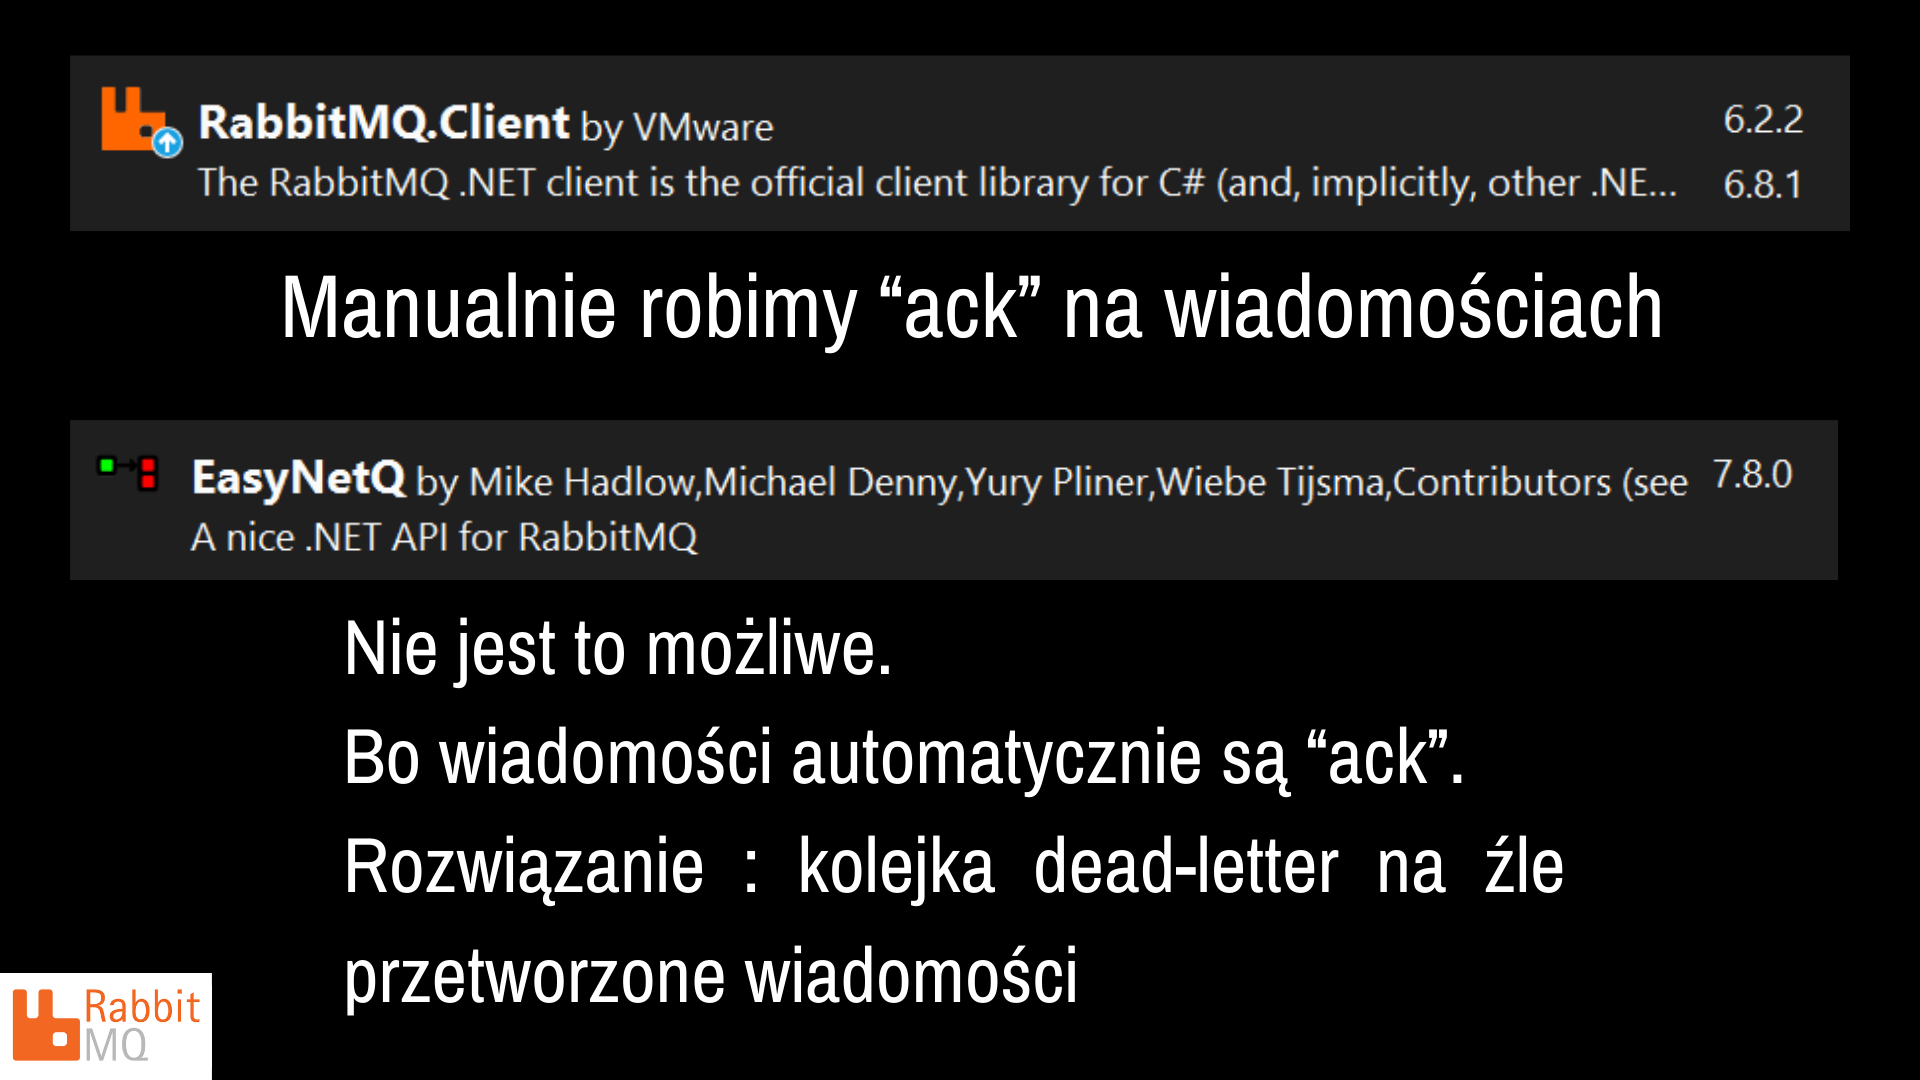 RabbitMQ.Client by VMware 6.2.2
The RabbitMQ .NET client is the official client library for C# (and, implicitly, other .NE... 6.8.1
Manualnie robimy “ack” na wiadomościach
EasyNetQ by Mike Hadlow,Michael Denny,Yury Pliner,Wiebe Tijsma,Contributors (see 7.8.0
A nice .NET API for RabbitMQ
Nie jest to możliwe.
Bo wiadomości automatycznie są “ack”.
Rozwiązanie : kolejka dead-letter na źle
przetworzone wiadomości
Rabbit
MQ